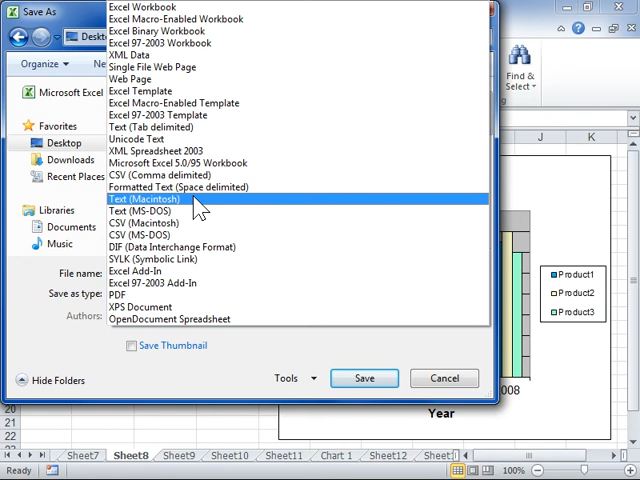 Save As
Excel Workbook
Excel Macro-Enabled Workbook
Excel Binary Workbook
Excel 97-2003 Workbook
XML Data
Single File Web Page
Web Page
Excel Template
Excel Macro-Enabled Template
Excel 97-2003 Template
Text (Tab delimited)
Unicode Text
XML Spreadsheet 2003
Microsoft Excel 5.0/95 Workbook
CSV (Comma delimited)
Formatted Text (Space delimited)
Text (Macintosh)
Text (MS-DOS)
CSV (Macintosh)
CSV (MS-DOS)
DIF (Data Interchange Format)
SYLK (Symbolic Link)
Excel Add-In
Excel 97-2003 Add-In
PDF
XPS Document
OpenDocument Spreadsheet
Organize
Microsoft Excel
Favorites
Desktop
Downloads
Recent Places
Libraries
Documents
Music
File name:
Save as type:
Authors:
Save Thumbnail
Hide Folders
Tools
Save
Cancel
Find &
Select
J K
Product1
Product2
Product3
Year
20
21
22
23
Sheet7 Sheet8 Sheet9 Sheet10 Sheet11 Chart 1 Sheet12
Ready
100%